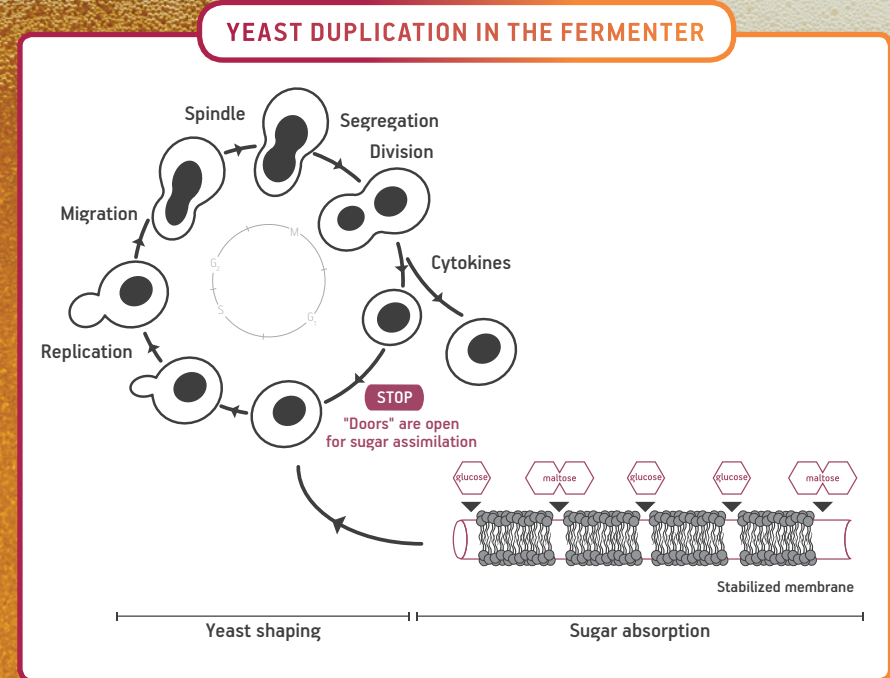 YEAST DUPLICATION IN THE FERMENTER
Spindle
Segregation
Division
Migration
M
G2
Cytokines
S
G1
Replication
STOP
"Doors" are open
for sugar assimilation
glucose
maltose
glucose
glucose
maltose
Stabilized membrane
Yeast shaping
Sugar absorption